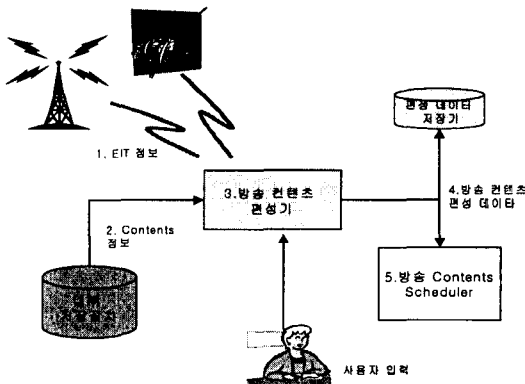 1. EIT 정보
편성 데이터
저장기
3.방송 컨텐츠
편성기
4.방송 컨텐츠
편성 데이타
2. Contents
정보
5.방송 Contents
Scheduler
사용자 입력